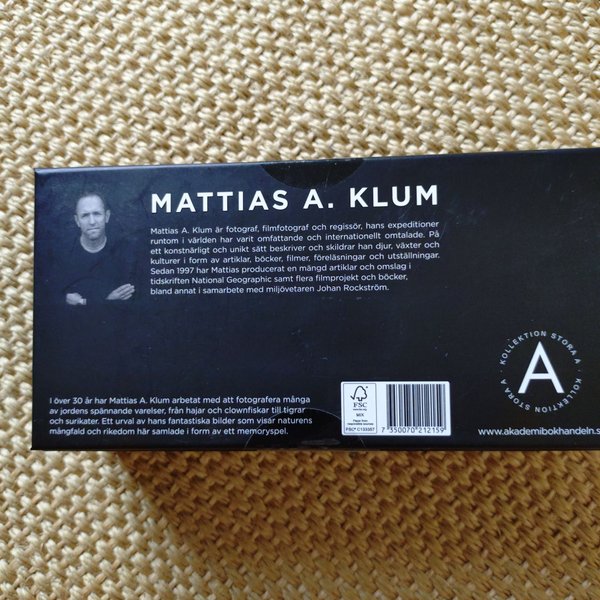 MATTIAS A. KLUM
Mattias A. Klum är fotograf, filmfotograf och regissör, hans expeditioner
runtom i världen har varit omfattande och internationellt omtalade. På
ett konstnärligt och unikt sätt beskriver och skildrar han djur, växter och
kulturer i form av artiklar, böcker, filmer, föreläsningar och utställningar.
Sedan 1997 har Mattias producerat en mängd artiklar och omslag i
tidskriften National Geographic samt flera filmprojekt och böcker,
bland annat i samarbete med miljövetaren Johan Rockström.
I över 30 år har Mattias Klum arbetat med att fotografera många
av jordens spännande varelser, från hajar och clownfiskar till tigrar
och surikater. Ett urval av hans fantastiska bilder som visar naturens
mångfald och rikedom här samlade i form av ett memoryspel.
FSC
MIX
FSC® C133357
7 350070 212159
KOLLEKTION STORA A · KOLLEKTION STORA A ·
A
www.akademibokhandeln.s